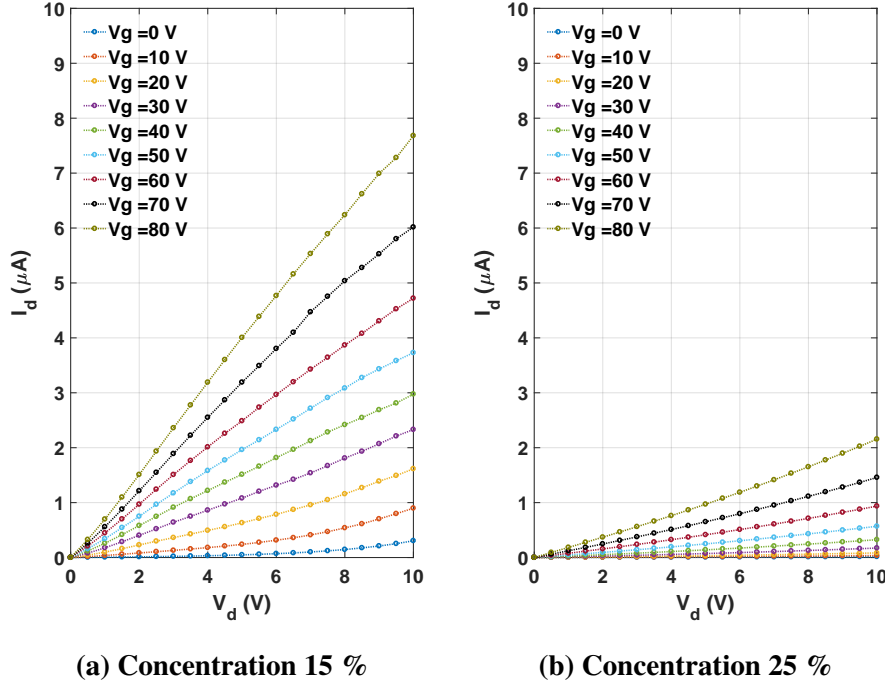 10
9
8
7
6
5
4
3
2
1
0
I_d (μA)
Vg =0 V
Vg =10 V
Vg =20 V
Vg =30 V
Vg =40 V
Vg =50 V
Vg =60 V
Vg =70 V
Vg =80 V
0 2 4 6 8 10
V_d (V)
(a) Concentration 15 %
10
9
8
7
6
5
4
3
2
1
0
I_d (μA)
Vg =0 V
Vg =10 V
Vg =20 V
Vg =30 V
Vg =40 V
Vg =50 V
Vg =60 V
Vg =70 V
Vg =80 V
0 2 4 6 8 10
V_d (V)
(b) Concentration 25 %